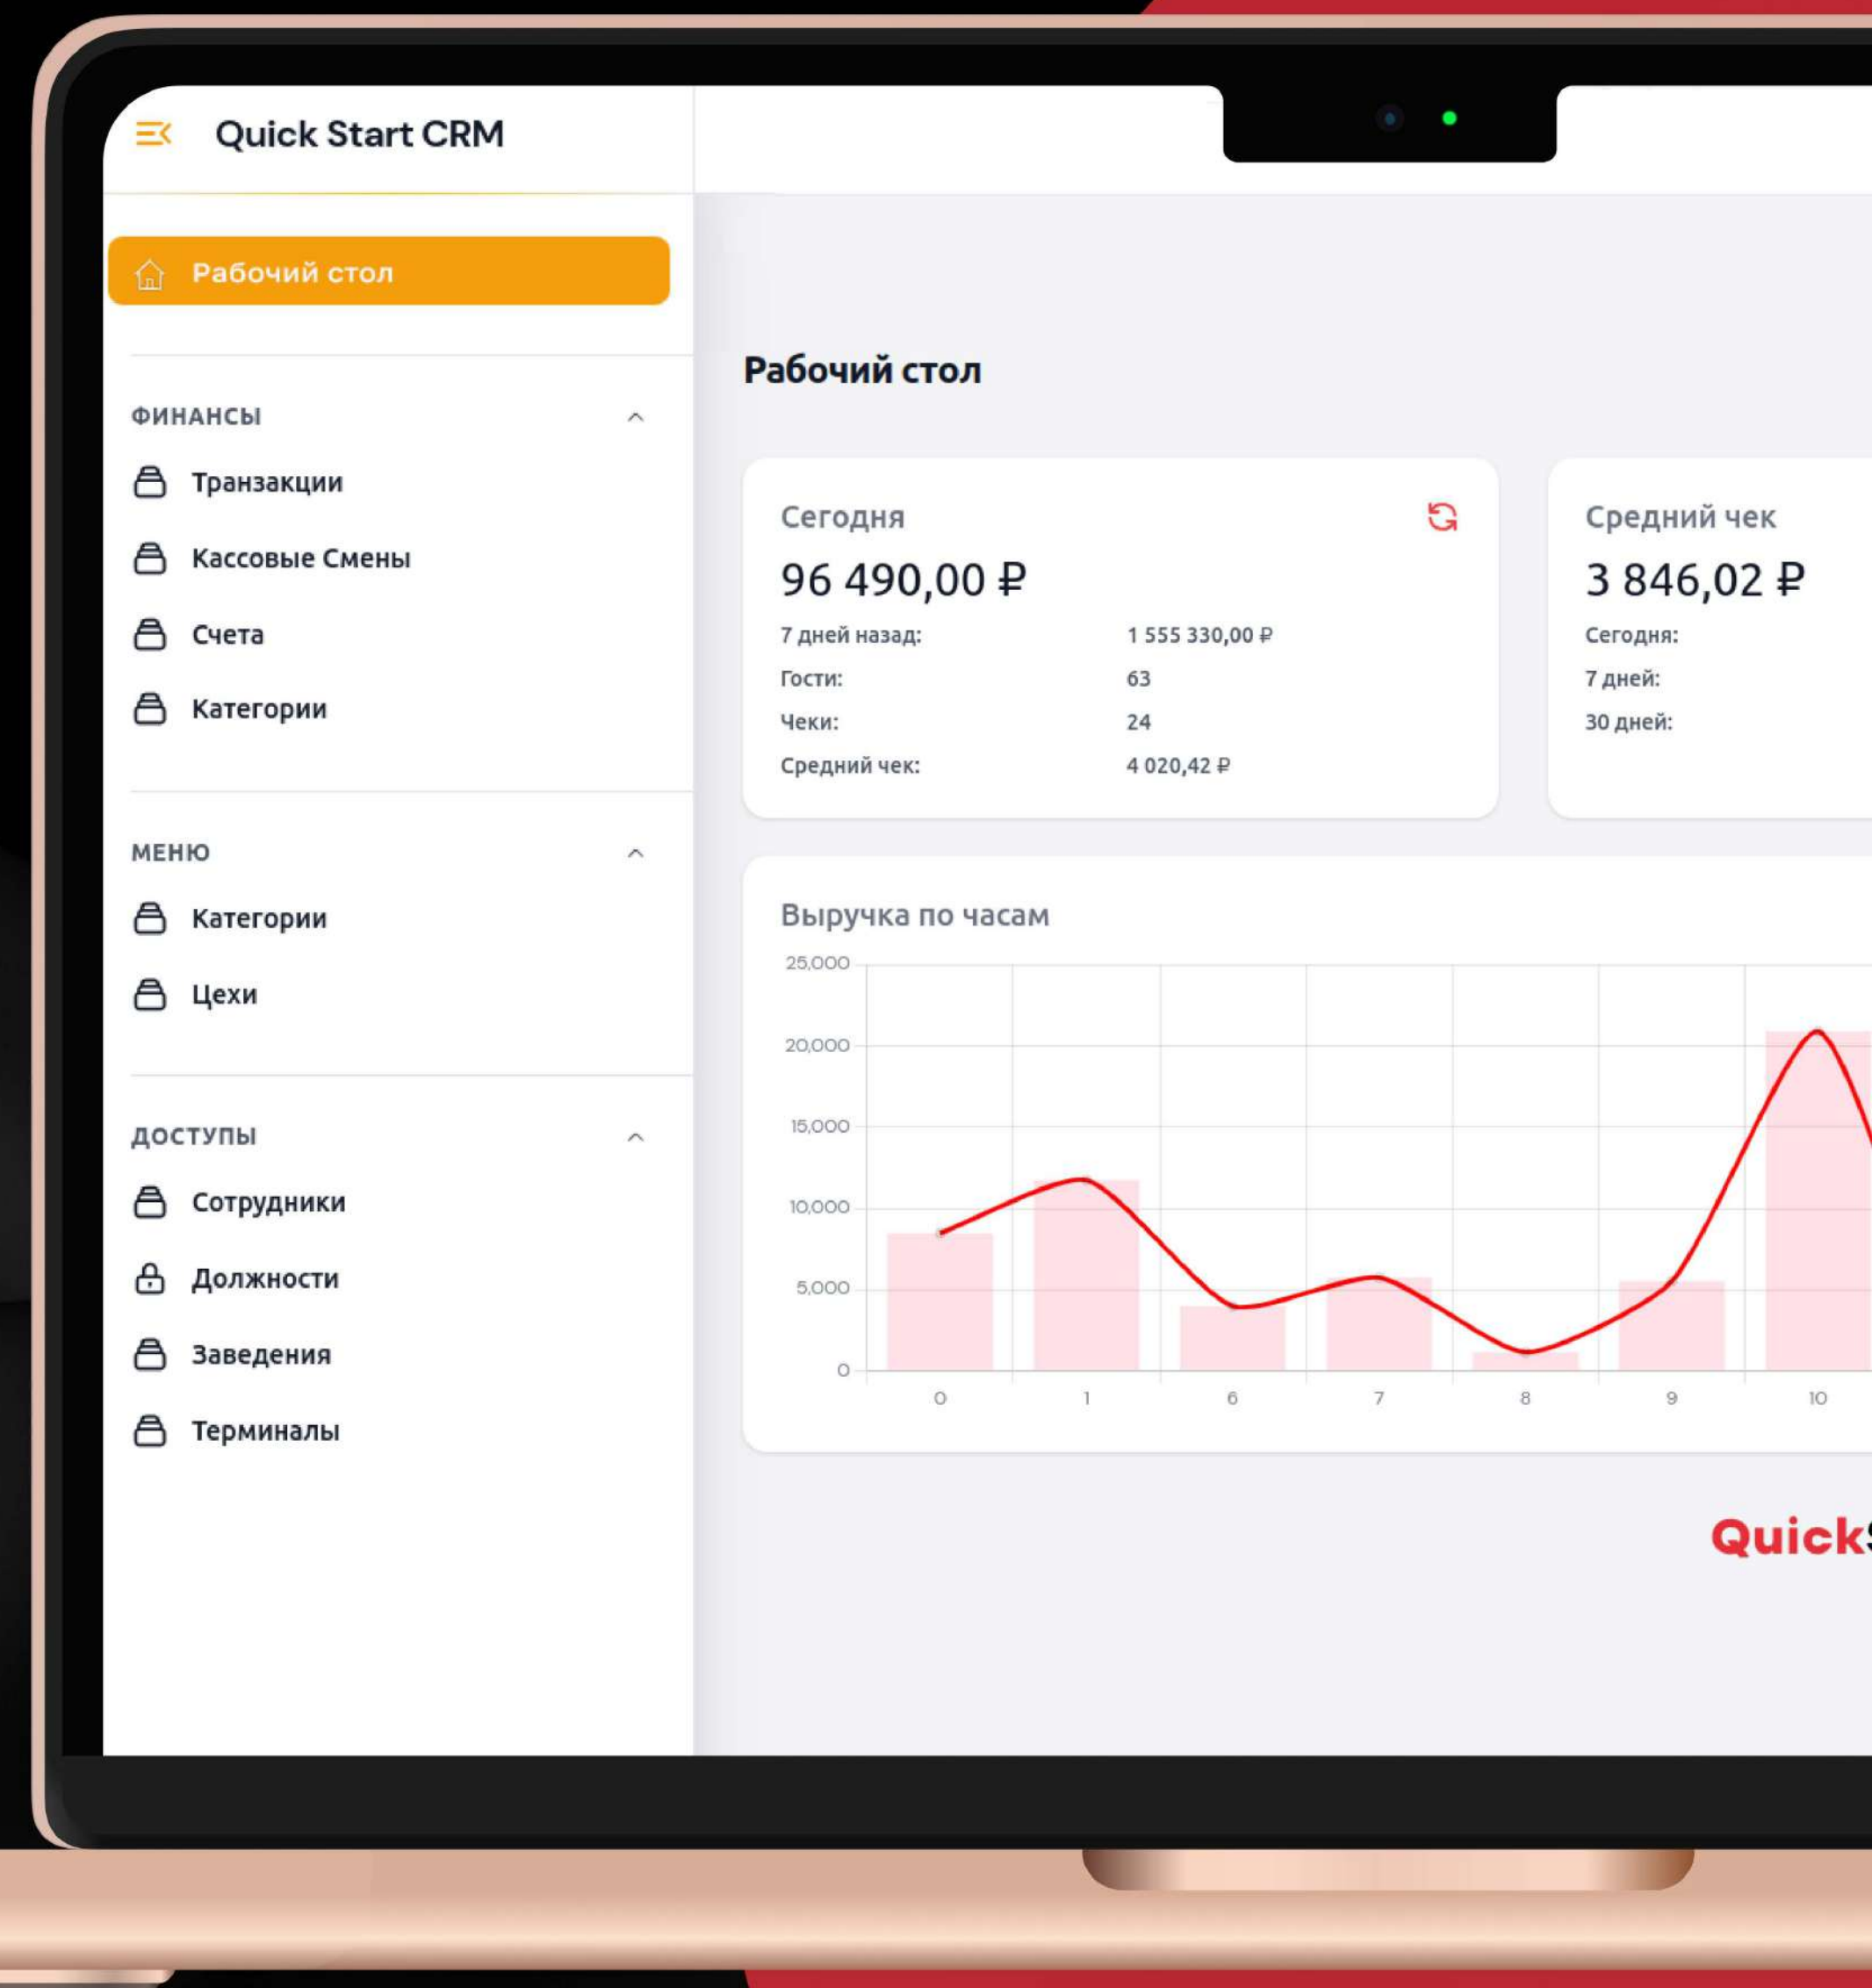 Quick Start CRM
Рабочий стол
ФИНАНСЫ
Транзакции
Кассовые Смены
Счета
Категории
МЕНЮ
Категории
Цехи
ДОСТУПЫ
Сотрудники
Должности
Заведения
Терминалы
Рабочий стол
Сегодня
96 490,00 ₽
7 дней назад: 1 555 330,00 ₽
Гости: 63
Чеки: 24
Средний чек: 4 020,42 ₽
Средний чек
3 846,02 ₽
Сегодня:
7 дней:
30 дней:
Выручка по часам
25,000
20,000
15,000
10,000
5,000
0
0 1 6 7 8 9 10
Quick